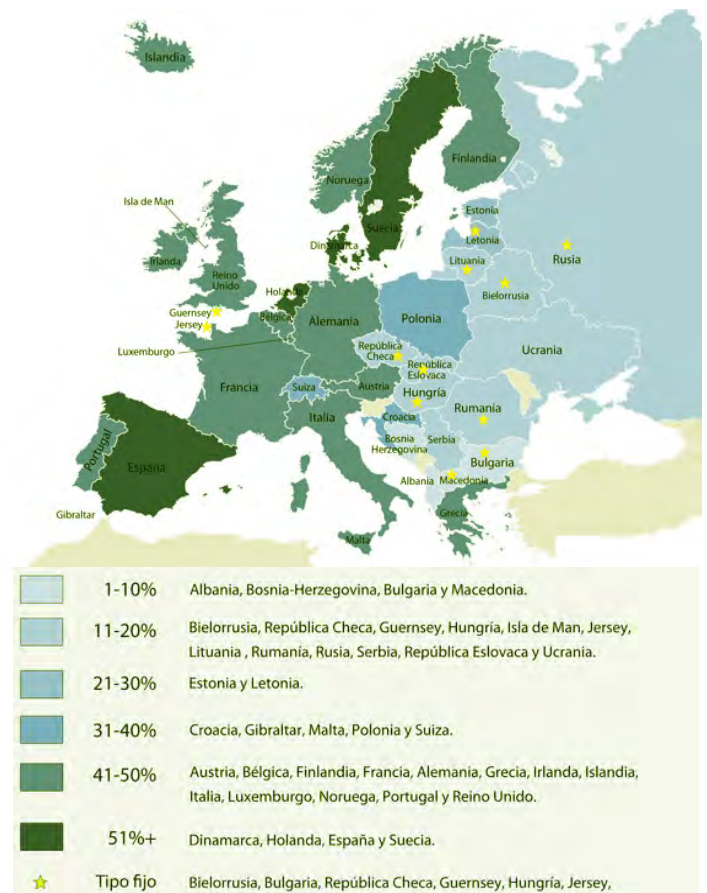 Islandia
Finlandia
Noruega
Isla de Man
Estonia
Suecia
Letonia
Dinamarca
Rusia
Irlanda
Lituania
Reino
Unido
Holanda
Bielorrusia
Guernsey
Jersey
Bélgica
Alemania
Polonia
Luxemburgo
República
Checa
Ucrania
República
Eslovaca
Francia
Suiza
Austria
Hungría
Rumanía
Italia
Croacia
Portugal
Bosnia
Herzegovina
Serbia
España
Bulgaria
Albania
Macedonia
Gibraltar
Grecia
Malta
1-10% Albania, Bosnia-Herzegovina, Bulgaria y Macedonia.
11-20% Bielorrusia, República Checa, Guernsey, Hungría, Isla de Man, Jersey,
Lituania , Rumanía, Rusia, Serbia, República Eslovaca y Ucrania.
21-30% Estonia y Letonia.
31-40% Croacia, Gibraltar, Malta, Polonia y Suiza.
41-50% Austria, Bélgica, Finlandia, Francia, Alemania, Grecia, Irlanda, Islandia,
Italia, Luxemburgo, Noruega, Portugal y Reino Unido.
51%+ Dinamarca, Holanda, España y Suecia.
Tipo fijo Bielorrusia, Bulgaria, República Checa, Guernsey, Hungría, Jersey,